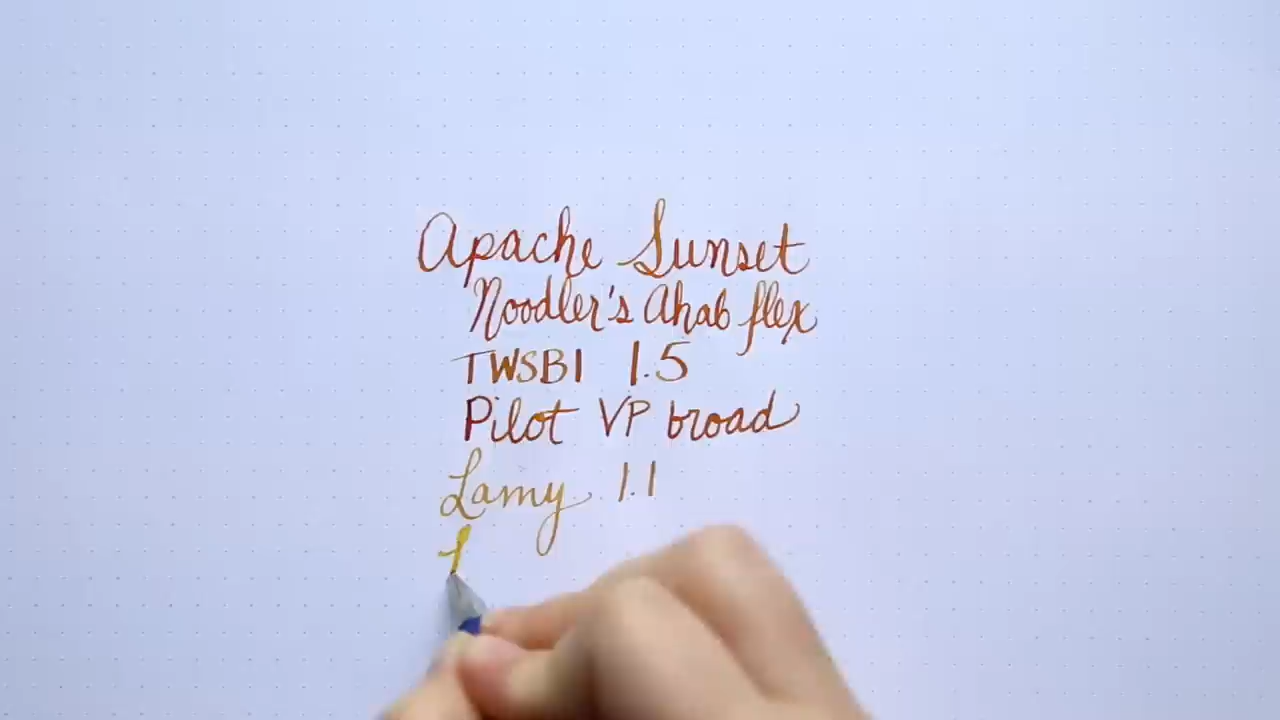 Apache Sunset
Noodler's Ahab flex
TWSBI 1.5
Pilot VP broad
Lamy 1.1